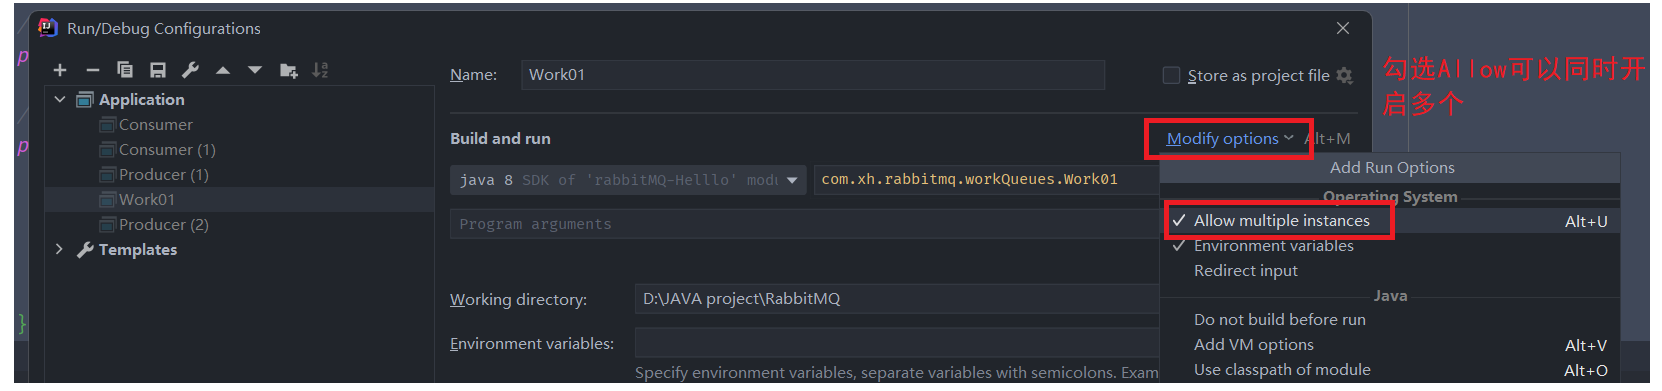 Run/Debug Configurations
勾选Allow可以同时开
启多个
Name:
Work01
Store as project file
Application
Consumer
Consumer (1)
Producer (1)
Work01
Producer (2)
Templates
Build and run
Modify options
Alt+M
java 8 SDK of 'rabbitMQ-Helllo' modu
com.xh.rabbitmq.workQueues.Work01
Program arguments
Working directory:
D:\JAVA project\RabbitMQ
Environment variables:
Specify environment variables, separate variables with semicolons. Exam
Add Run Options
Operating System
Allow multiple instances Alt+U
Environment variables
Redirect input
Java
Do not build before run
Add VM options Alt+V
Use classpath of module Alt+O
p
p
}